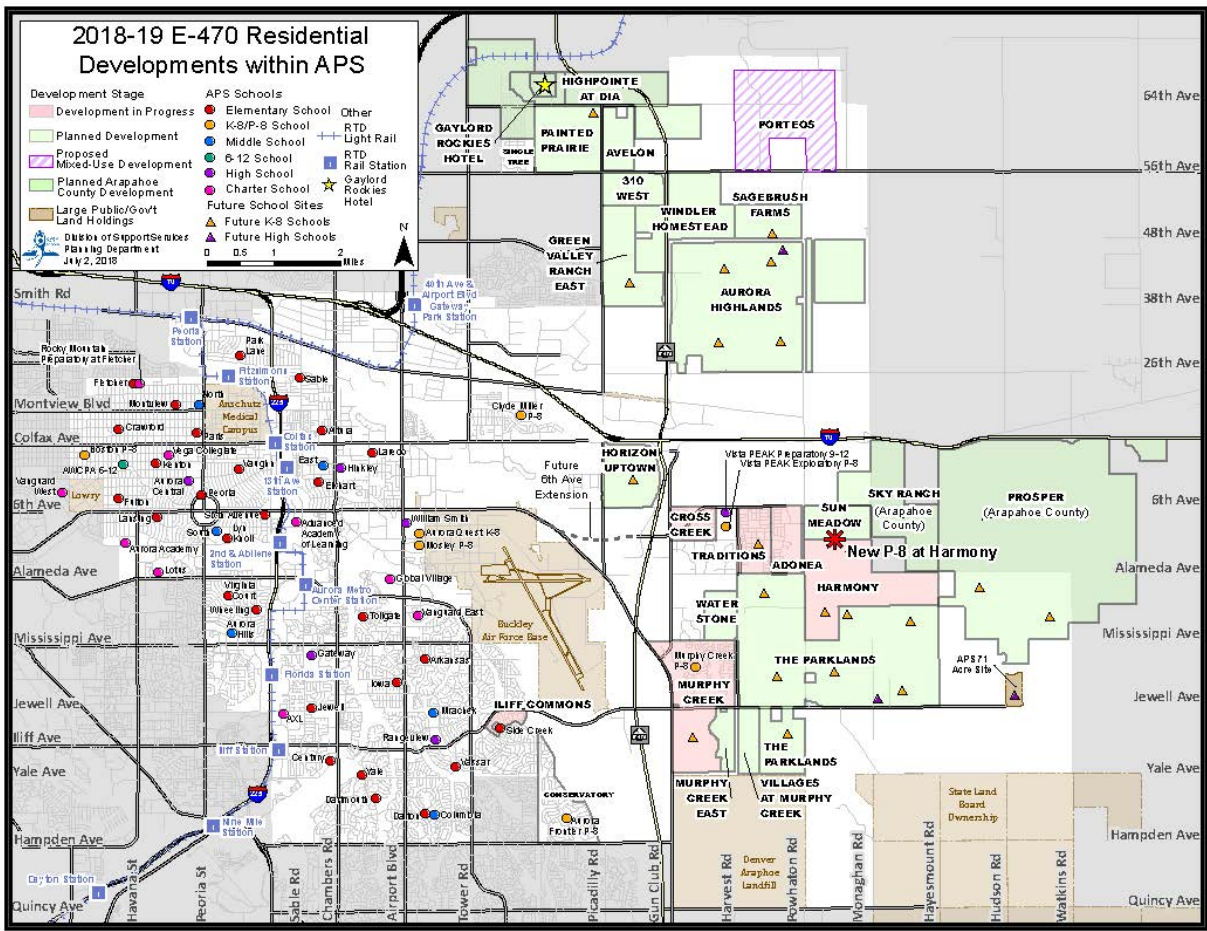 2018-19 E-470 Residential
Developments within APS
Development Stage
Development in Progress
Planned Development
Proposed
Mixed-Use Development
Planned Arapahoe
County Development
Large Public/Gov't
Land Holdings
Division of Support Services
Planning Department
July 2, 2018
APS Schools
Elementary School
K-8/P-8 School
Middle School
6-12 School
High School
Charter School
Future School Sites
Future K-8 Schools
Future High Schools
Other
RTD
Light Rail
RTD
Rail Station
Gaylord
Rockies
Hotel
N
0 0.5 1 2
Miles
HIGHPOINTE
AT DIA
GAYLORD
ROCKIES
HOTEL
SINGLE
TREE
PAINTED
PRAIRIE
AVELON
PORTEOS
64th Ave
56th Ave
310
WEST
WINDLER
HOMESTEAD
SAGEBRUSH
FARMS
48th Ave
GREEN
VALLEY
RANCH
EAST
AURORA
HIGHLANDS
38th Ave
26th Ave
Smith Rd
70
40th Ave &
Airport Blvd
Gateway
Park Station
Peoria
Station
Park
Lane
Rocky Mountain
Preparatory at Fletcher
Fletcher
Fitzsimons
Station
Sable
Montview Blvd
Montview
North
Anschutz
Medical
Campus
225
470
Clyde Miller
P-8
Crawford
Paris
Colfax Ave
Colfax
Station
Altura
70
Boston P-8
Vega Collegiate
AWCPA 6-12
Kenton
Vaughn
East
Hinkley
Laredo
13th Ave
Station
Elkhart
Vanguard
West
Lowry
Aurora
Central
Peoria
Fulton
6th Ave
Lansing
South
Lyn
Knoll
Advanced
Academy
of Learning
William Smith
Aurora Quest K-8
Mosley P-8
Future
6th Ave
Extension
HORIZON
UPTOWN
Vista PEAK Preparatory 9-12
Vista PEAK Exploratory P-8
CROSS
CREEK
TRADITIONS
ADONEA
SUN
MEADOW
SKY RANCH
(Arapahoe
County)
PROSPER
(Arapahoe County)
6th Ave
New P-8 at Harmony
HARMONY
Alameda Ave
Aurora Academy
2nd & Abilene
Station
Alameda Ave
Lotus
Virginia
Court
Wheeling
Aurora Metro
Center Station
Global Village
Tollgate
Vanguard East
Buckley
Air Force Base
WATER
STONE
Aurora
Hills
Mississippi Ave
Mississippi Ave
Gateway
Arkansas
Murphy Creek
P-8
MURPHY
CREEK
THE PARKLANDS
APS 71
Acre Site
Florida Station
Iowa
Jewell Ave
Jewell
AXL
Mrachek
ILIFF COMMONS
Jewell Ave
Iliff Ave
Iliff Station
Rangeview
Side Creek
470
THE
PARKLANDS
Century
Yale
Vassar
Yale Ave
Yale Ave
225
Dartmouth
Dalton
Columbia
CONSERVATORY
Aurora
Frontier P-8
MURPHY
CREEK
EAST
VILLAGES
AT MURPHY
CREEK
State Land
Board
Ownership
Nine Mile
Station
Hampden Ave
Hampden Ave
Denver
Arapahoe
Landfill
Dayton Station
Quincy Ave
Quincy Ave
Havana St
Peoria St
Sable Rd
Chambers Rd
Airport Blvd
Tower Rd
Picadilly Rd
Gun Club Rd
Harvest Rd
Powhaton Rd
Monaghan Rd
Hayesmount Rd
Hudson Rd
Watkins Rd